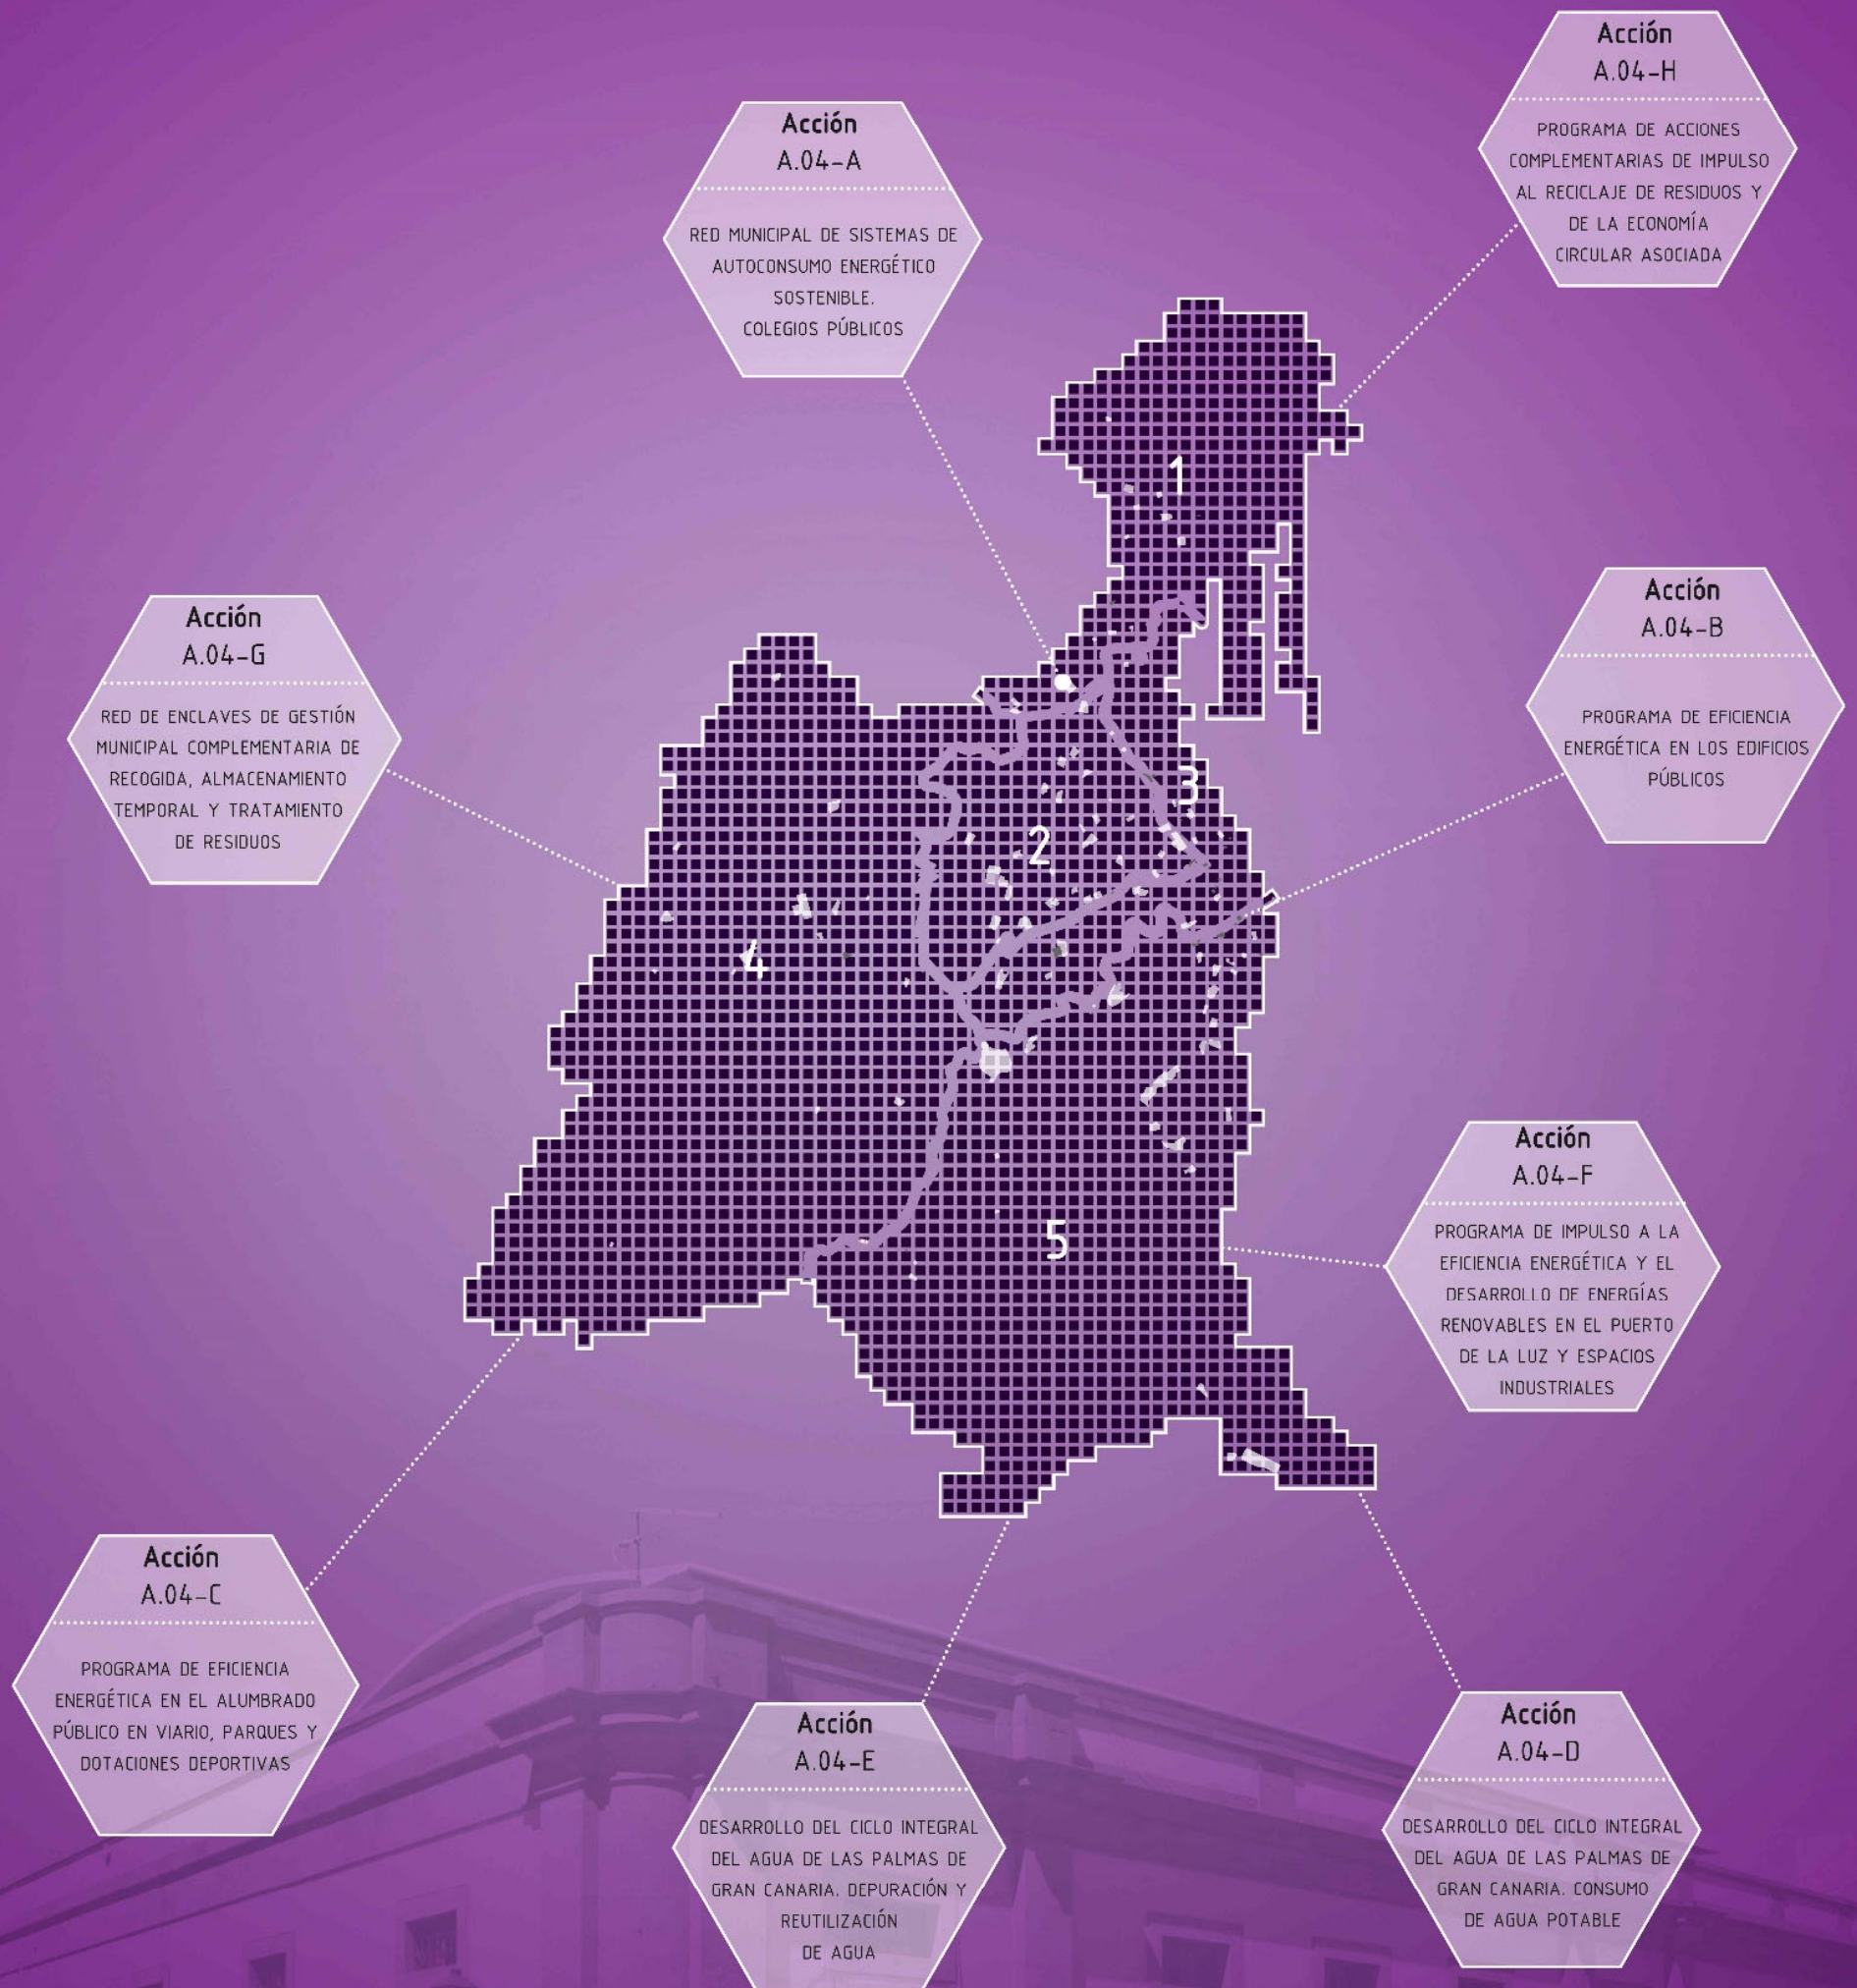 Acción
A.04-H
PROGRAMA DE ACCIONES
COMPLEMENTARIAS DE IMPULSO
AL RECICLAJE DE RESIDUOS Y
DE LA ECONOMÍA
CIRCULAR ASOCIADA
Acción
A.04-A
RED MUNICIPAL DE SISTEMAS DE
AUTOCONSUMO ENERGÉTICO
SOSTENIBLE.
COLEGIOS PÚBLICOS
1
Acción
A.04-B
PROGRAMA DE EFICIENCIA
ENERGÉTICA EN LOS EDIFICIOS
PÚBLICOS
Acción
A.04-G
RED DE ENCLAVES DE GESTIÓN
MUNICIPAL COMPLEMENTARIA DE
RECOGIDA, ALMACENAMIENTO
TEMPORAL Y TRATAMIENTO
DE RESIDUOS
3
2
4
5
Acción
A.04-F
PROGRAMA DE IMPULSO A LA
EFICIENCIA ENERGÉTICA Y EL
DESARROLLO DE ENERGÍAS
RENOVABLES EN EL PUERTO
DE LA LUZ Y ESPACIOS
INDUSTRIALES
Acción
A.04-C
PROGRAMA DE EFICIENCIA
ENERGÉTICA EN EL ALUMBRADO
PÚBLICO EN VIARIO, PARQUES Y
DOTACIONES DEPORTIVAS
Acción
A.04-E
DESARROLLO DEL CICLO INTEGRAL
DEL AGUA DE LAS PALMAS DE
GRAN CANARIA. DEPURACIÓN Y
REUTILIZACIÓN
DE AGUA
Acción
A.04-D
DESARROLLO DEL CICLO INTEGRAL
DEL AGUA DE LAS PALMAS DE
GRAN CANARIA. CONSUMO
DE AGUA POTABLE